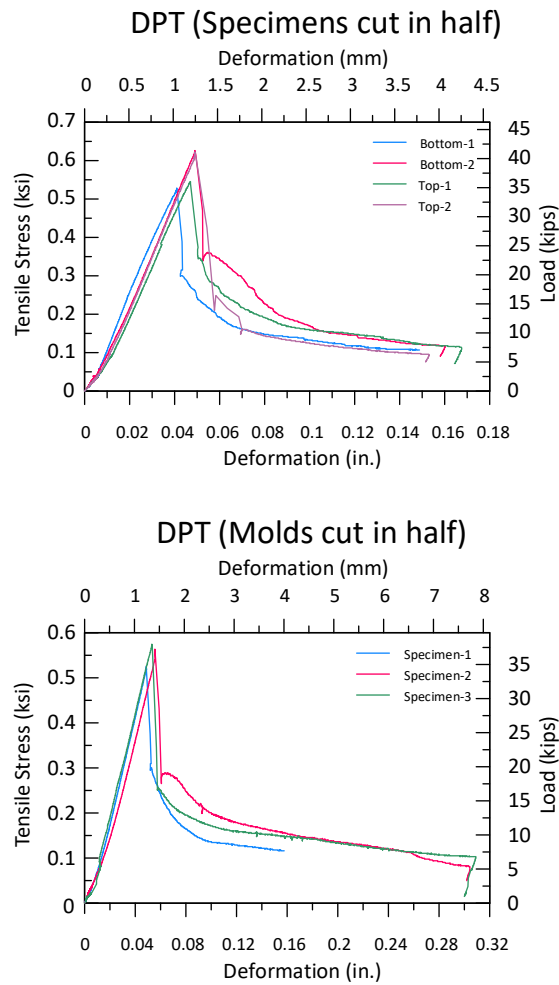 DPT (Specimens cut in half)
Deformation (mm)
0 0.5 1 1.5 2 2.5 3 3.5 4 4.5
0.7 0.6 0.5 0.4 0.3 0.2 0.1 0
Tensile Stress (ksi)
Bottom-1
Bottom-2
Top-1
Top-2
45 40 35 30 25 20 15 10 5 0
Load (kips)
0 0.02 0.04 0.06 0.08 0.1 0.12 0.14 0.16 0.18
Deformation (in.)
DPT (Molds cut in half)
Deformation (mm)
0 1 2 3 4 5 6 7 8
0.6 0.5 0.4 0.3 0.2 0.1 0
Tensile Stress (ksi)
Specimen-1
Specimen-2
Specimen-3
35 30 25 20 15 10 5 0
Load (kips)
0 0.04 0.08 0.12 0.16 0.2 0.24 0.28 0.32
Deformation (in.)